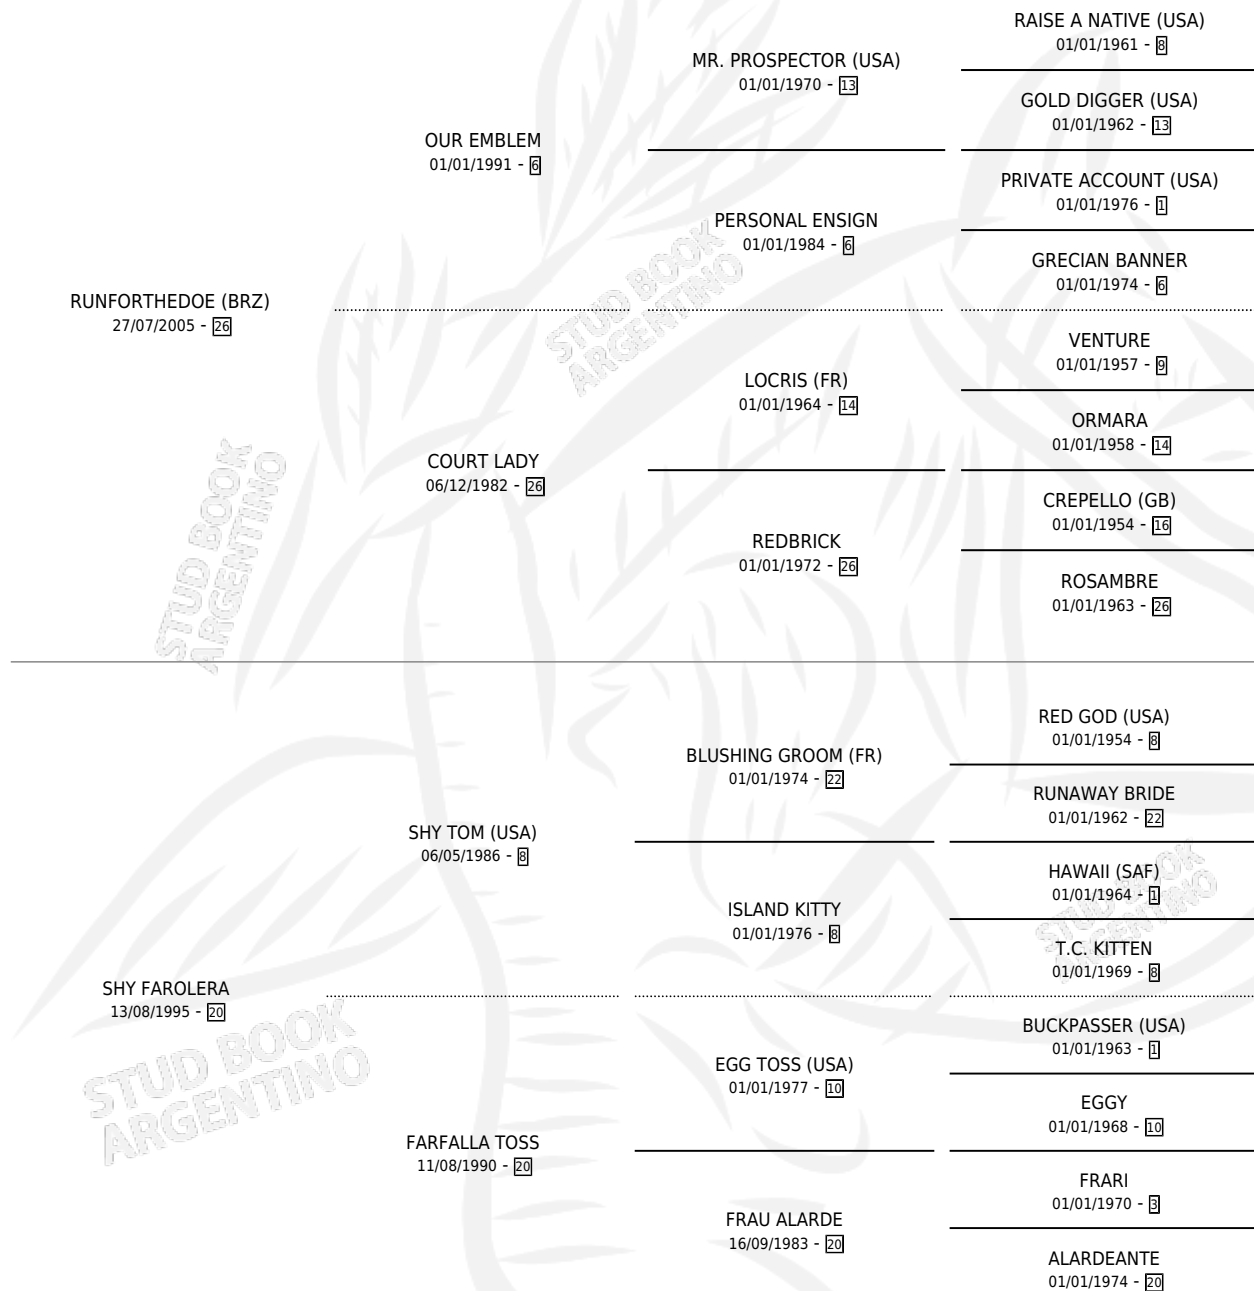 RAISE A NATIVE (USA)
01/01/1961 - 8
MR. PROSPECTOR (USA)
01/01/1970 - 13
GOLD DIGGER (USA)
01/01/1962 - 13
OUR EMBLEM
01/01/1991 - 6
PRIVATE ACCOUNT (USA)
01/01/1976 - 1
PERSONAL ENSIGN
01/01/1984 - 6
GRECIAN BANNER
01/01/1974 - 6
RUNFORTHEDOE (BRZ)
27/07/2005 - 26
STUD BOOK
ARGENTINO
VENTURE
01/01/1957 - 9
LOCRIS (FR)
01/01/1964 - 14
ORMARA
01/01/1958 - 14
COURT LADY
06/12/1982 - 26
CREPELLO (GB)
01/01/1954 - 16
REDBRICK
01/01/1972 - 26
ROSAMBRE
01/01/1963 - 26
STUD BOOK
ARGENTINO
RED GOD (USA)
01/01/1954 - 8
BLUSHING GROOM (FR)
01/01/1974 - 22
RUNAWAY BRIDE
01/01/1962 - 22
SHY TOM (USA)
06/05/1986 - 8
HAWAII (SAF)
01/01/1964 - 1
ISLAND KITTY
01/01/1976 - 8
T.C. KITTEN
01/01/1969 - 8
STUD BOOK
ARGENTINO
SHY FAROLERA
13/08/1995 - 20
STUD BOOK
ARGENTINO
BUCKPASSER (USA)
01/01/1963 - 1
EGG TOSS (USA)
01/01/1977 - 10
EGGY
01/01/1968 - 10
FARFALLA TOSS
11/08/1990 - 20
FRARI
01/01/1970 - 3
FRAU ALARDE
16/09/1983 - 20
ALARDEANTE
01/01/1974 - 20